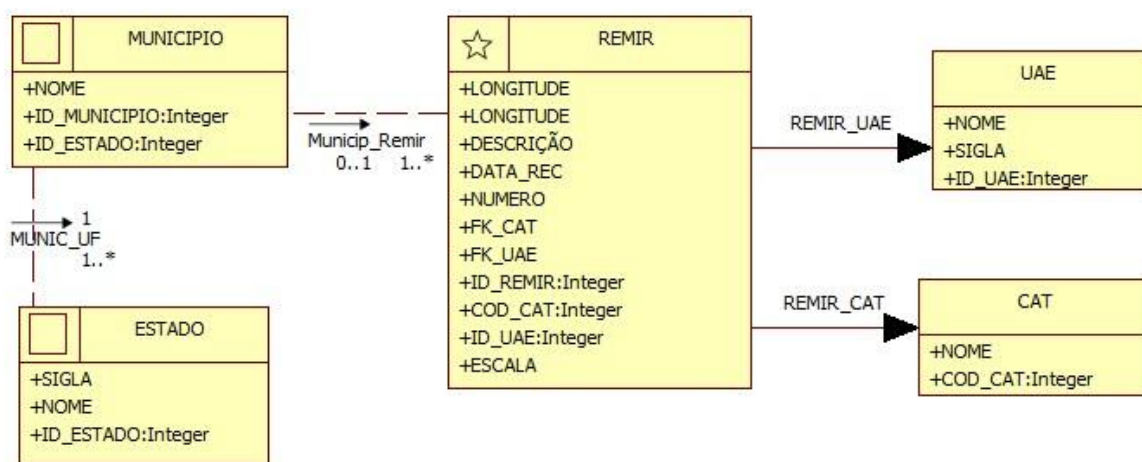 MUNICIPIO
+NOME
+ID_MUNICIPIO:Integer
+ID_ESTADO:Integer
Municip_Remir
0..1 1..*
1
MUNIC_UF
1..*
ESTADO
+SIGLA
+NOME
+ID_ESTADO:Integer
REMIR
+LONGITUDE
+LONGITUDE
+DESCRIÇÃO
+DATA_REC
+NUMERO
+FK_CAT
+FK_UAE
+ID_REMIR:Integer
+COD_CAT:Integer
+ID_UAE:Integer
+ESCALA
REMIR_UAE
UAE
+NOME
+SIGLA
+ID_UAE:Integer
REMIR_CAT
CAT
+NOME
+COD_CAT:Integer